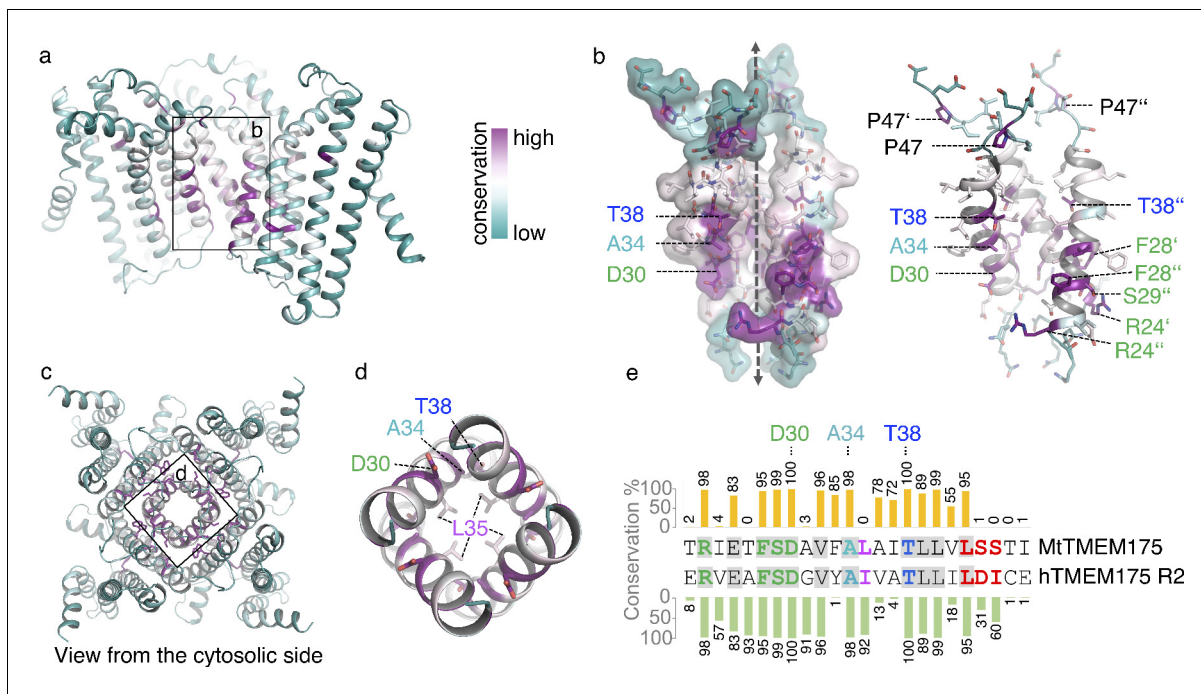 a
b
high
low
conservation
b
T38
A34
D30
P47‘
P47
T38
A34
D30
P47“
T38“
F28‘
F28“
S29“
R24‘
R24“
c
d
View from the cytosolic side
d
T38
A34
D30
L35
e
D30 A34 T38
Conservation %
100
50
0
2 98 4 83 0 95 99 100 3 96 85 98 0 78 72 100 89 99 55 95 1 0 0 1
TRIETFSDAVFALAITLLVLSSTI MtTMEM175
ERVEAFSDGVYAIVATLLILDICE hTMEM175 R2
0
50
100
8 98 57 83 93 95 99 100 91 96 1 98 92 13 4 100 89 99 18 95 31 60 1 1